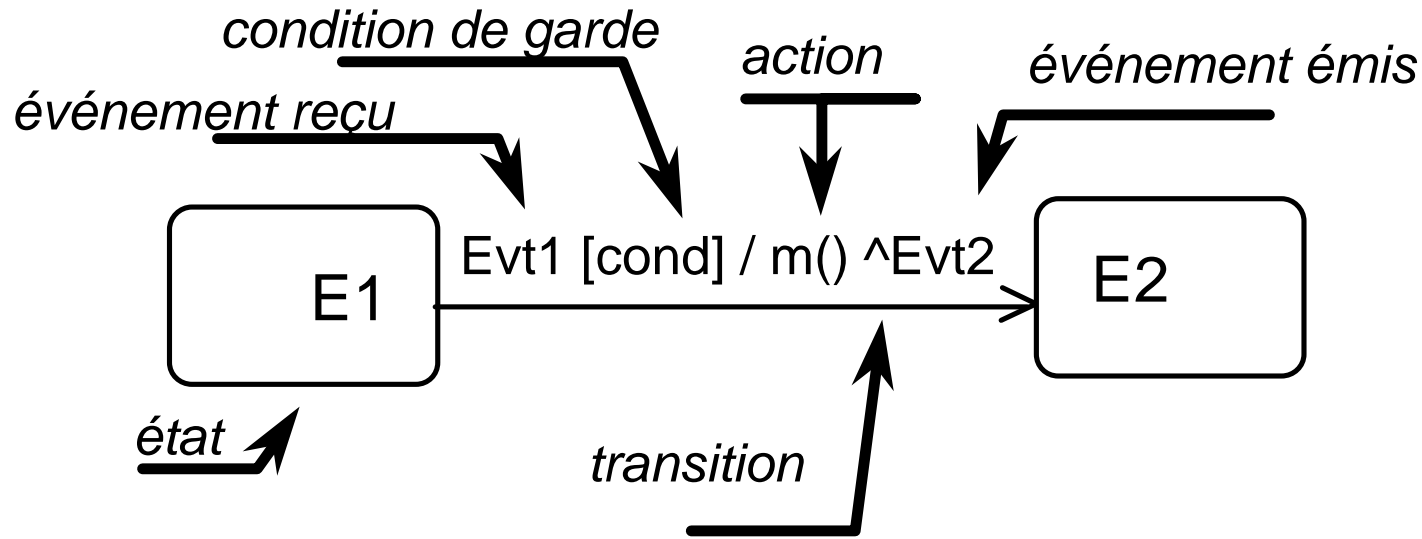 condition de garde
action
événement émis
événement reçu
Evt1 [cond] / m() ^Evt2
E1
E2
état
transition